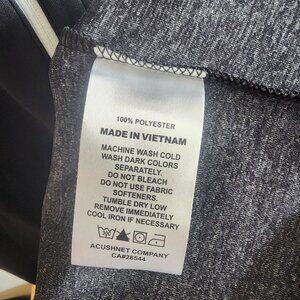 100% POLYESTER
MADE IN VIETNAM
MACHINE WASH COLD
WASH DARK COLORS
SEPARATELY.
DO NOT BLEACH
DO NOT USE FABRIC
SOFTENERS.
TUMBLE DRY LOW
REMOVE IMMEDIATELY
COOL IRON IF NECESSARY
ACUSHNET COMPANY
CA#26544